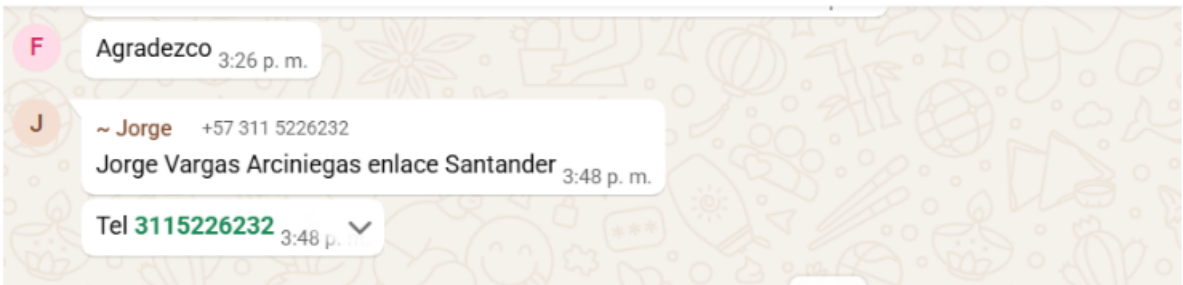 F
Agradezco 3:26 p. m.
J
~ Jorge +57 311 5226232
Jorge Vargas Arciniegas enlace Santander 3:48 p. m.
Tel 3115226232 3:48 p.